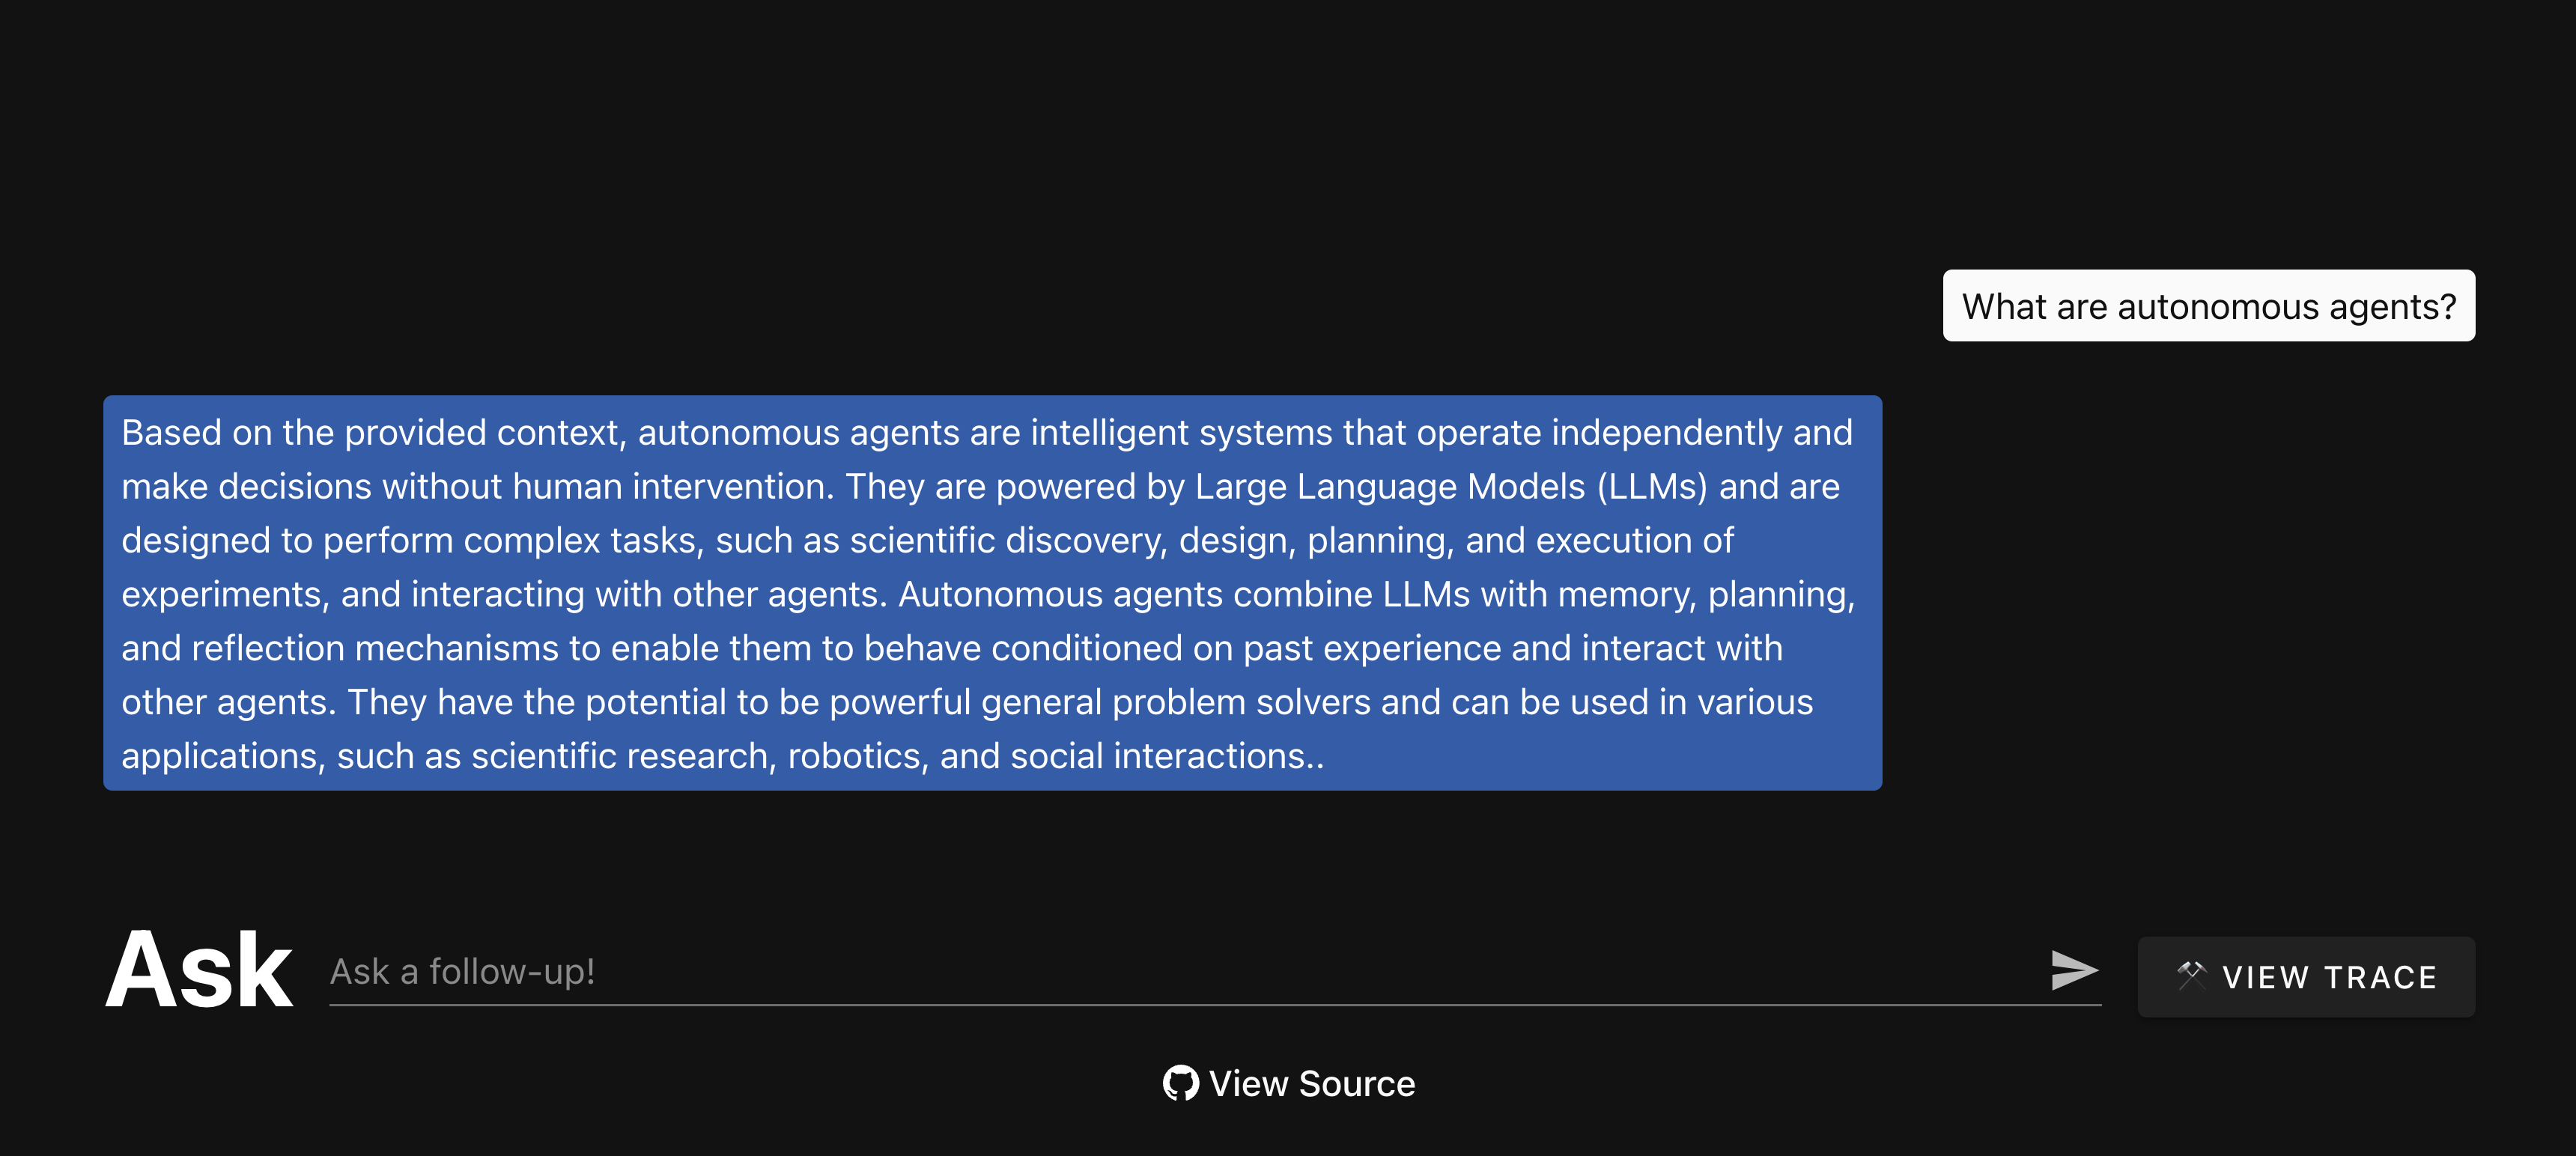 What are autonomous agents?
Based on the provided context, autonomous agents are intelligent systems that operate independently and
make decisions without human intervention. They are powered by Large Language Models (LLMs) and are
designed to perform complex tasks, such as scientific discovery, design, planning, and execution of
experiments, and interacting with other agents. Autonomous agents combine LLMs with memory, planning,
and reflection mechanisms to enable them to behave conditioned on past experience and interact with
other agents. They have the potential to be powerful general problem solvers and can be used in various
applications, such as scientific research, robotics, and social interactions..
Ask
Ask a follow-up!
VIEW TRACE
View Source